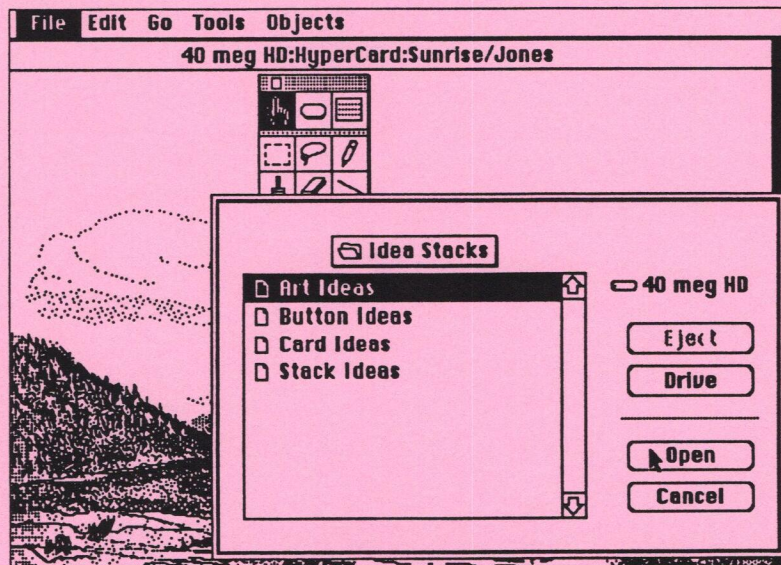 File Edit Go Tools Objects
40 meg HD:HyperCard:Sunrise/Jones
Idea Stacks
Art Ideas
Button Ideas
Card Ideas
Stack Ideas
40 meg HD
Eject
Drive
Open
Cancel